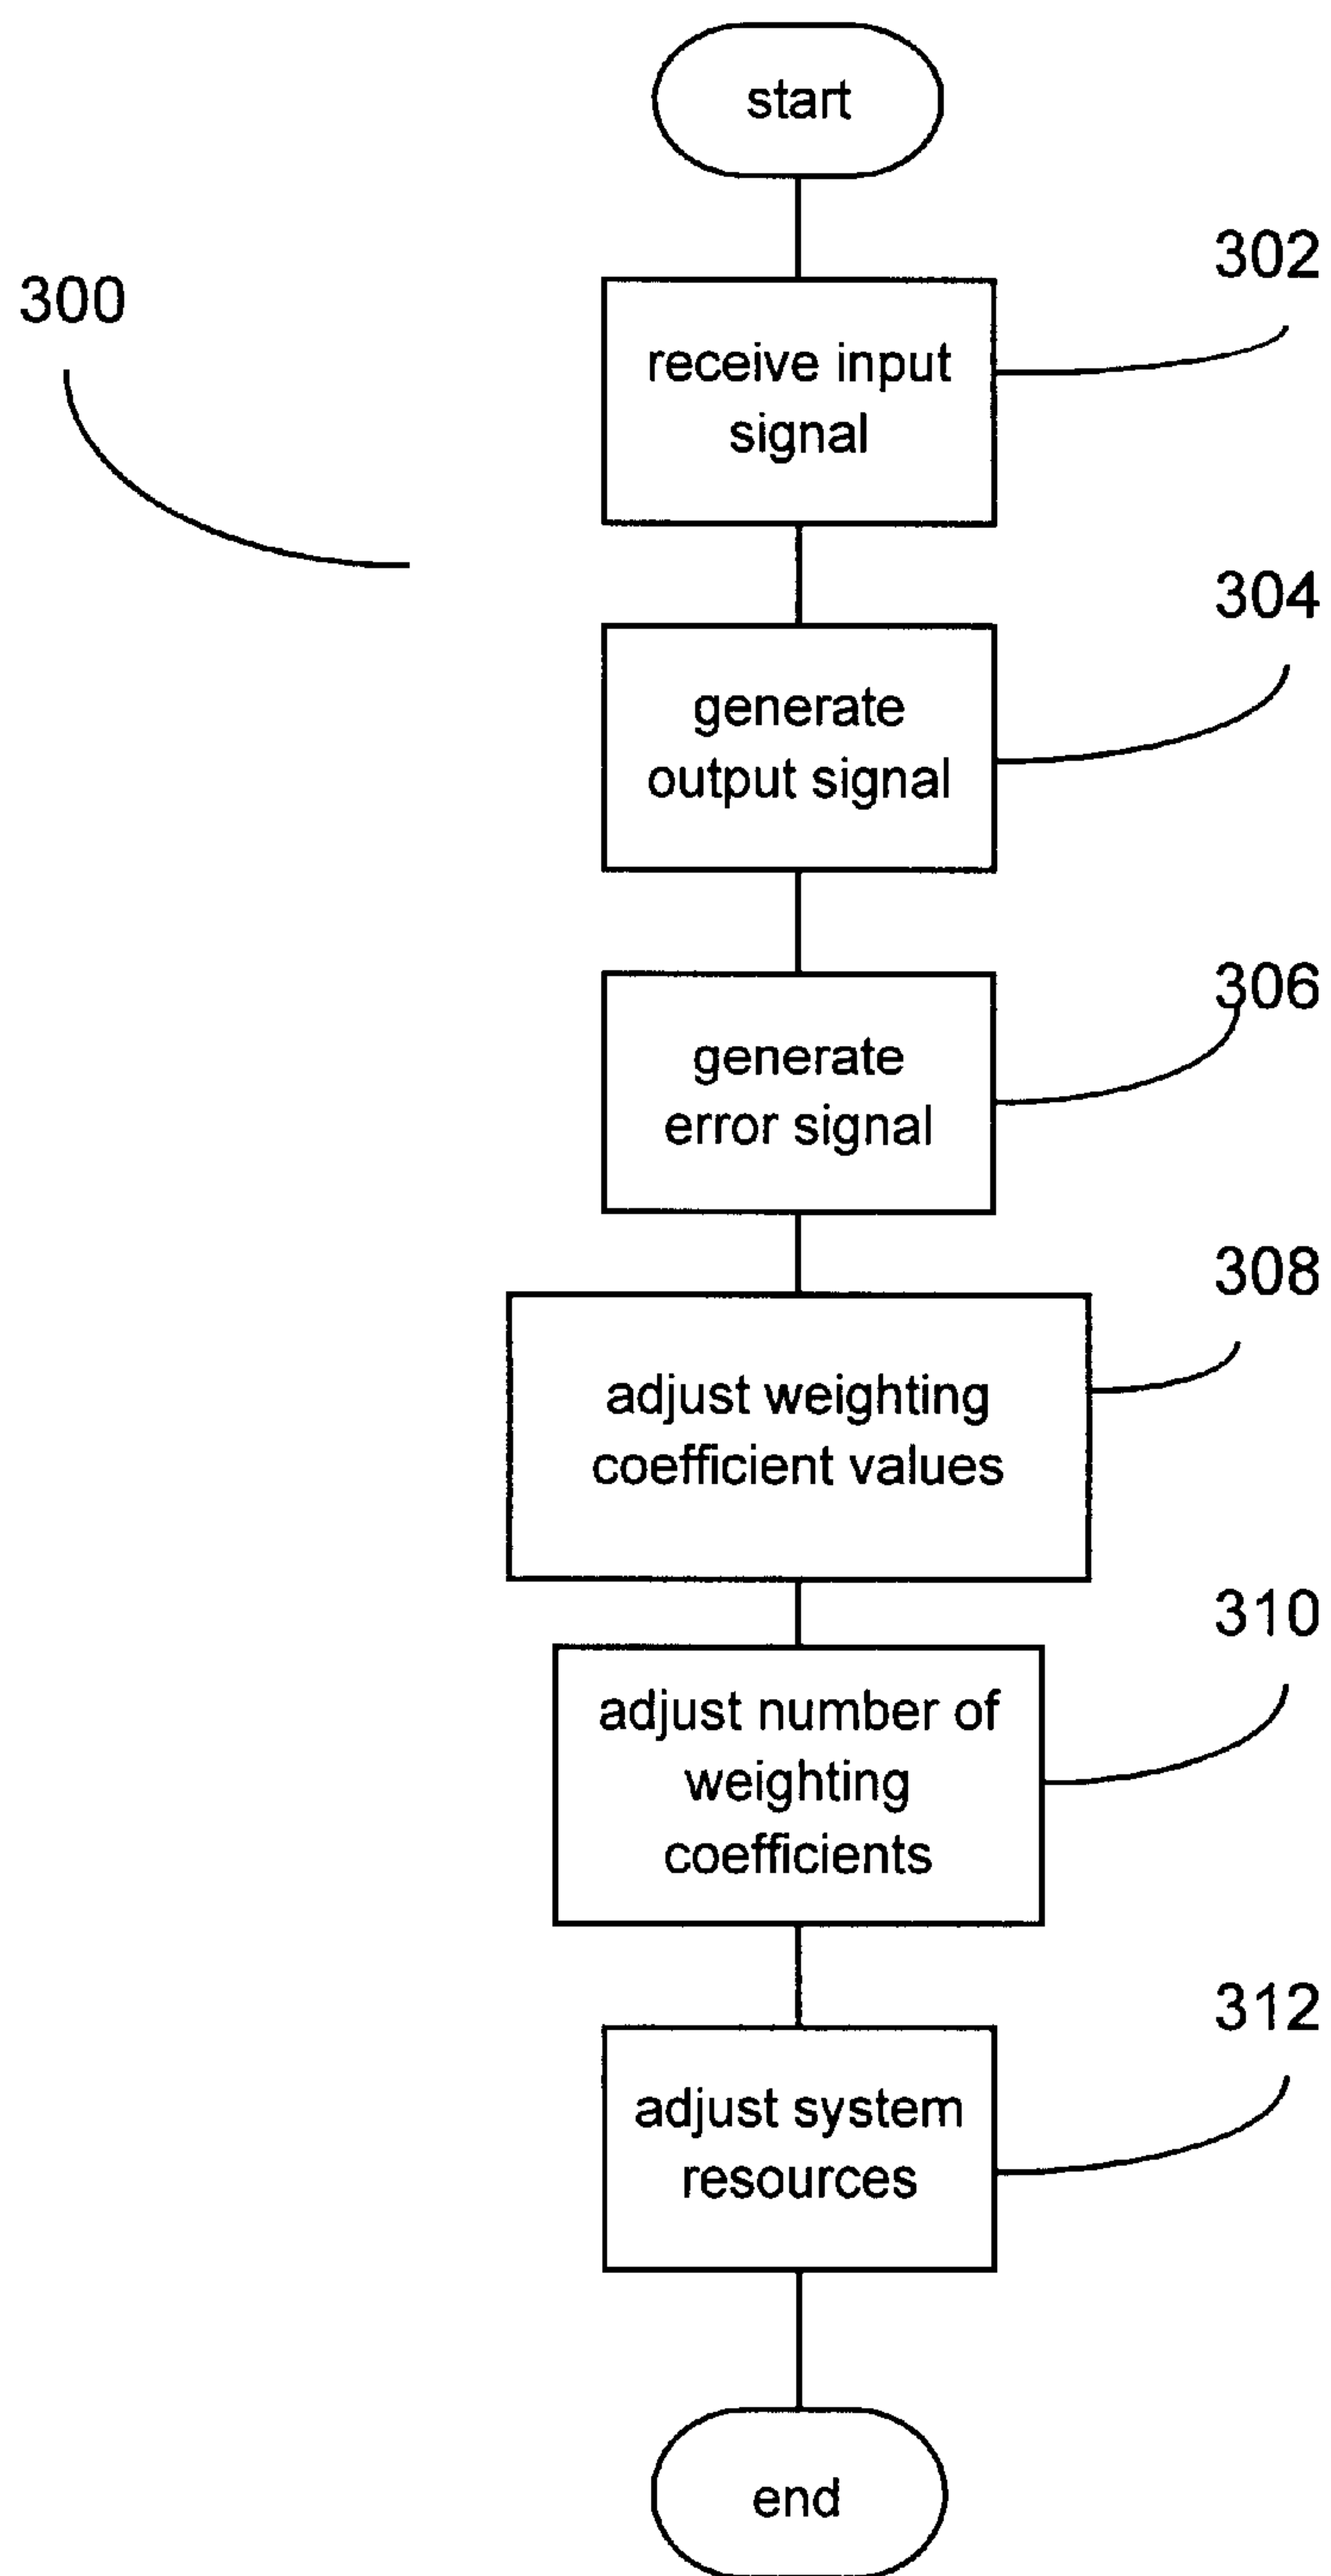 start
300
302
receive input
signal
304
generate
output signal
306
generate
error signal
308
adjust weighting
coefficient values
310
adjust number of
weighting
coefficients
312
adjust system
resources
end